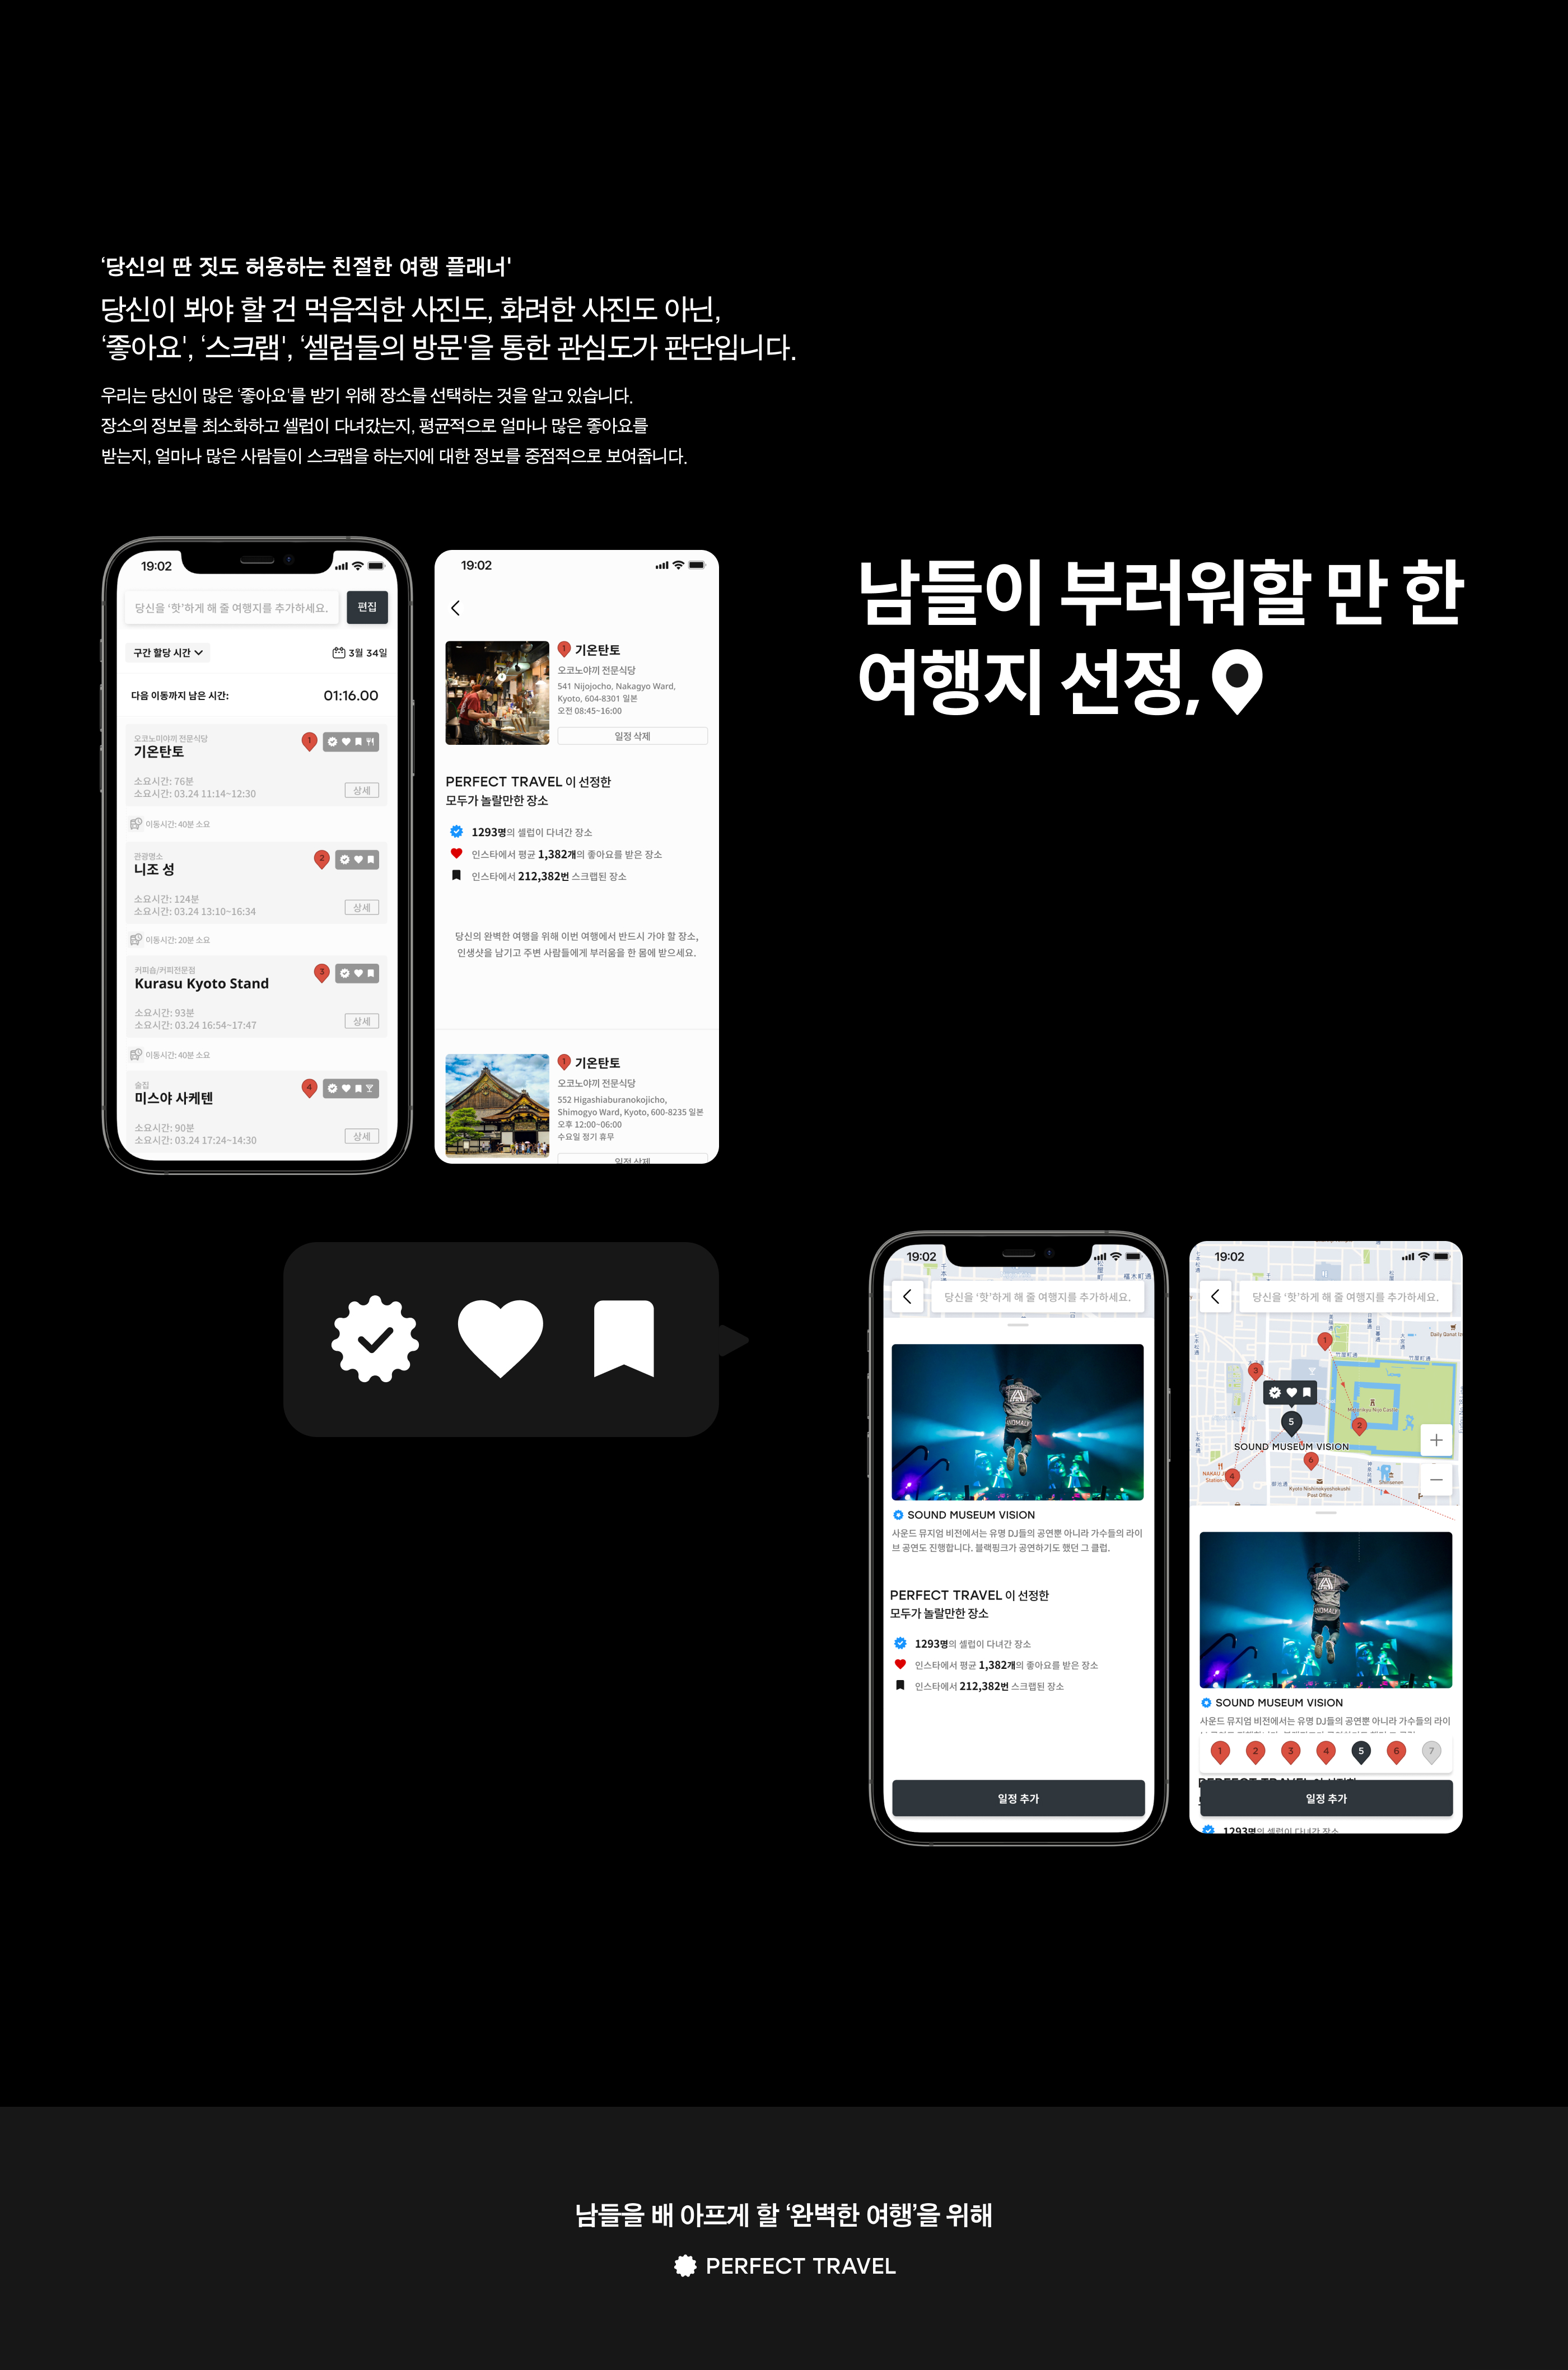 ‘당신의 딴 짓도 허용하는 친절한 여행 플래너'
당신이 봐야 할 건 먹음직한 사진도, 화려한 사진도 아닌,
‘좋아요', ‘스크랩', ‘셀럽들의 방문'을 통한 관심도가 판단입니다.
우리는 당신이 많은 ‘좋아요'를 받기 위해 장소를 선택하는 것을 알고 있습니다.
장소의 정보를 최소화하고 셀럽이 다녀갔는지, 평균적으로 얼마나 많은 좋아요를
받는지, 얼마나 많은 사람들이 스크랩을 하는지에 대한 정보를 중점적으로 보여줍니다.
남들이 부러워할 만 한
여행지 선정,
19:02
당신을 ‘핫’하게 해 줄 여행지를 추가하세요.
편집
구간 할당 시간
3월 34일
다음 이동까지 남은 시간:
01:16.00
오코노미야끼 전문식당
기온탄토
1
소요시간: 76분
소요시간: 03.24 11:14~12:30
상세
이동시간: 40분 소요
관광명소
니조 성
2
소요시간: 124분
소요시간: 03.24 13:10~16:34
상세
이동시간: 20분 소요
커피숍/커피전문점
Kurasu Kyoto Stand
3
소요시간: 93분
소요시간: 03.24 16:54~17:47
상세
이동시간: 40분 소요
술집
미스야 사케텐
4
소요시간: 90분
소요시간: 03.24 17:24~14:30
상세
19:02
1 기온탄토
오코노야끼 전문식당
541 Nijojocho, Nakagyo Ward,
Kyoto, 604-8301 일본
오전 08:45~16:00
일정 삭제
PERFECT TRAVEL 이 선정한
모두가 놀랄만한 장소
1293명의 셀럽이 다녀간 장소
인스타에서 평균 1,382개의 좋아요를 받은 장소
인스타에서 212,382번 스크랩된 장소
당신의 완벽한 여행을 위해 이번 여행에서 반드시 가야 할 장소,
인생샷을 남기고 주변 사람들에게 부러움을 한 몸에 받으세요.
1 기온탄토
오코노야끼 전문식당
552 Higashiaburanokojicho,
Shimogyo Ward, Kyoto, 600-8235 일본
오후 12:00~06:00
수요일 정기 휴무
일정 삭제
19:02
당신을 ‘핫’하게 해 줄 여행지를 추가하세요.
SOUND MUSEUM VISION
사운드 뮤지엄 비전에서는 유명 DJ들의 공연뿐 아니라 가수들의 라이
브 공연도 진행합니다. 블랙핑크가 공연하기도 했던 그 클럽.
PERFECT TRAVEL 이 선정한
모두가 놀랄만한 장소
1293명의 셀럽이 다녀간 장소
인스타에서 평균 1,382개의 좋아요를 받은 장소
인스타에서 212,382번 스크랩된 장소
일정 추가
19:02
당신을 ‘핫’하게 해 줄 여행지를 추가하세요.
1
3
5
2
SOUND MUSEUM VISION
6
4
Kyoto Nishinokyoshokushi
Post Office
SOUND MUSEUM VISION
사운드 뮤지엄 비전에서는 유명 DJ들의 공연뿐 아니라 가수들의 라이
1 2 3 4 5 6 7
일정 추가
1293명의 셀럽이 다녀간 장소
남들을 배 아프게 할 ‘완벽한 여행’을 위해
PERFECT TRAVEL